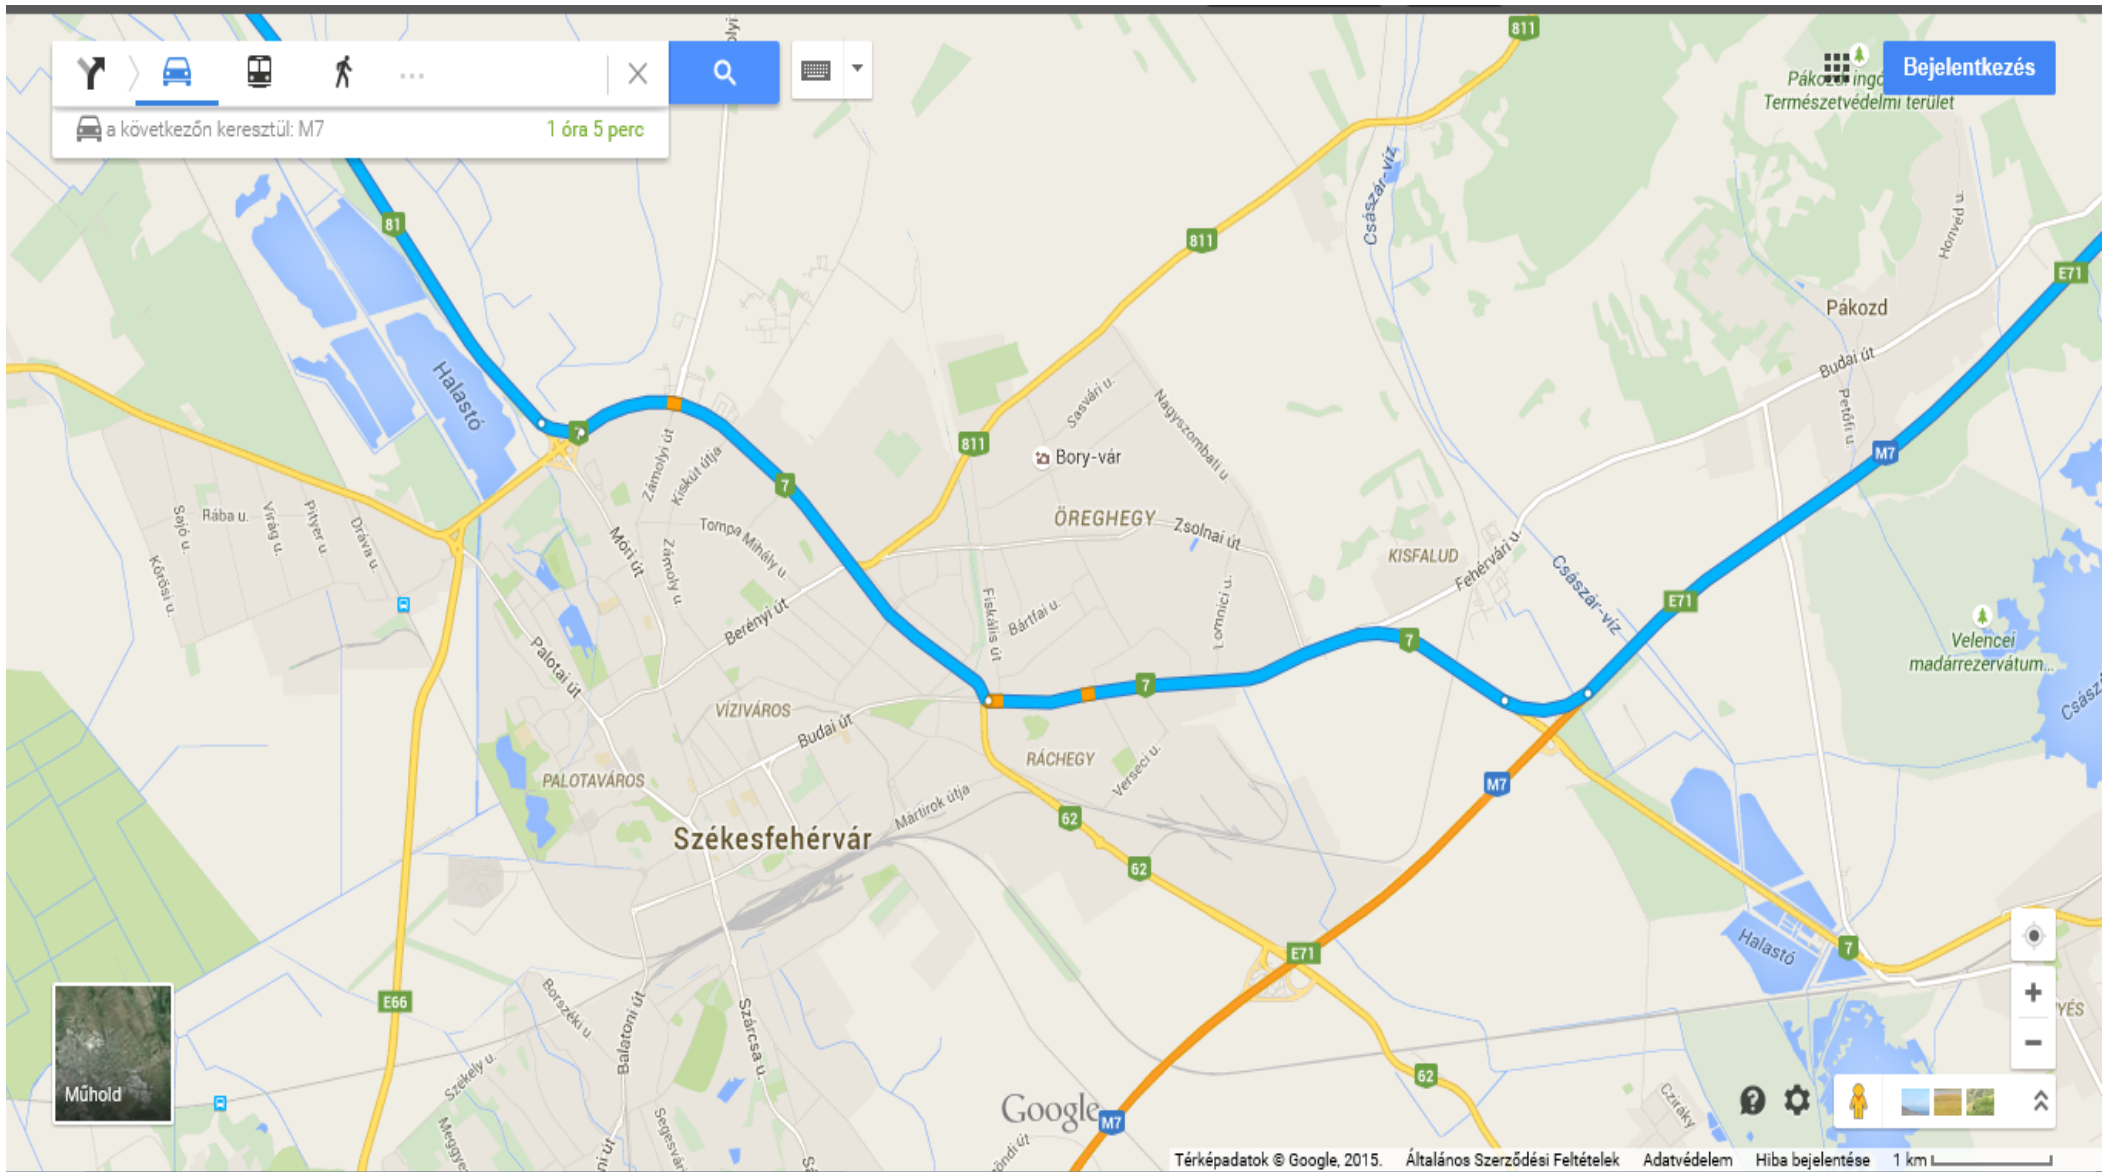 811
Bejelentkezés
Természetvédelmi terület
a következőn keresztül: M7
1 óra 5 perc
81
811
Császár-víz
Honvéd u.
E71
Pákozd
Budai út
Petőfi u.
Halastó
7
Zámolyi út
Kiskút útja
Sasvári u.
Nagyszombati u.
811
Bory-vár
M7
7
Sajó u.
Rába u.
Virág u.
Pityer u.
Dráva u.
Móri út
Tompa Mihály u.
ÖREGHEGY
Zsolnai út
KISFALUD
Fehérvári u.
Császár-víz
Kőrösi u.
Zámoly u.
Berényi út
Fiskális út
Bártfai u.
Lomnici u.
E71
Velencei
madárrezervátum...
Palotai út
7
7
VÍZIVÁROS
Budai út
RÁCHEGY
Verseci u.
PALOTAVÁROS
Mártírok útja
M7
62
Székesfehérvár
62
E71
Halastó
7
E66
Borszéki u.
Balatoni út
Szárcsa u.
Műhold
Székely u.
62
Google
M7
Cziráky
Térképadatok © Google, 2015.
Általános Szerződési Feltételek
Adatvédelem
Hiba bejelentése
1 km